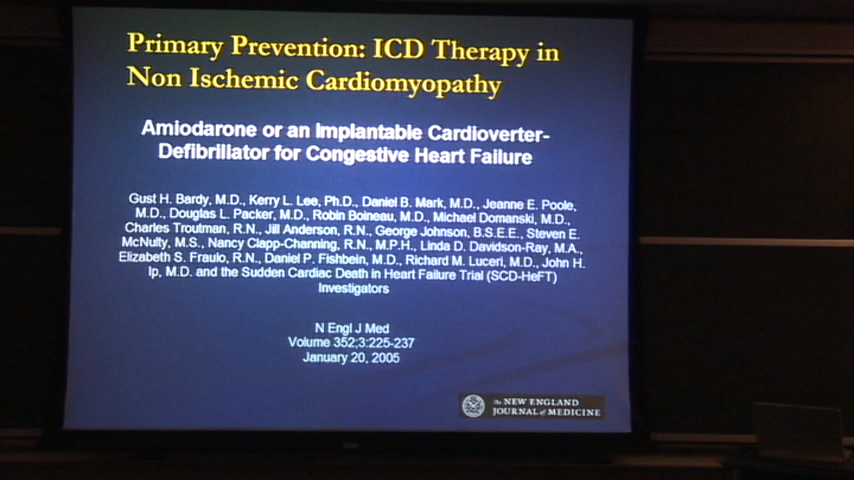 Primary Prevention: ICD Therapy in
Non Ischemic Cardiomyopathy
Amiodarone or an Implantable Cardioverter-
Defibrillator for Congestive Heart Failure
Gust H. Bardy, M.D., Kerry L. Lee, Ph.D., Daniel B. Mark, M.D., Jeanne E. Poole,
M.D., Douglas L. Packer, M.D., Robin Boineau, M.D., Michael Domanski, M.D.,
Charles Troutman, R.N., Jill Anderson, R.N., George Johnson, B.S.E.E., Steven E.
McNulty, M.S., Nancy Clapp-Channing, R.N., M.P.H., Linda D. Davidson-Ray, M.A.,
Elizabeth S. Fraulo, R.N., Daniel P. Fishbein, M.D., Richard M. Luceri, M.D., John H.
Ip, M.D. and the Sudden Cardiac Death in Heart Failure Trial (SCD-HeFT)
Investigators
N Engl J Med
Volume 352;3:225-237
January 20, 2005
The NEW ENGLAND
JOURNAL of MEDICINE